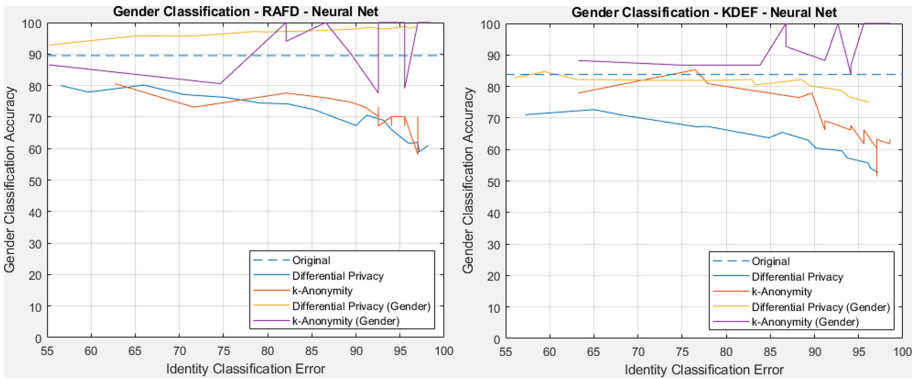 Gender Classification - RAFD - Neural Net
Gender Classification Accuracy
100
90
80
70
60
50
40
30
20
10
0
Original
Differential Privacy
k-Anonymity
Differential Privacy (Gender)
k-Anonymity (Gender)
55 60 65 70 75 80 85 90 95 100
Identity Classification Error
Gender Classification - KDEF - Neural Net
Gender Classification Accuracy
100
90
80
70
60
50
40
30
20
10
0
Original
Differential Privacy
k-Anonymity
Differential Privacy (Gender)
k-Anonymity (Gender)
55 60 65 70 75 80 85 90 95 100
Identity Classification Error